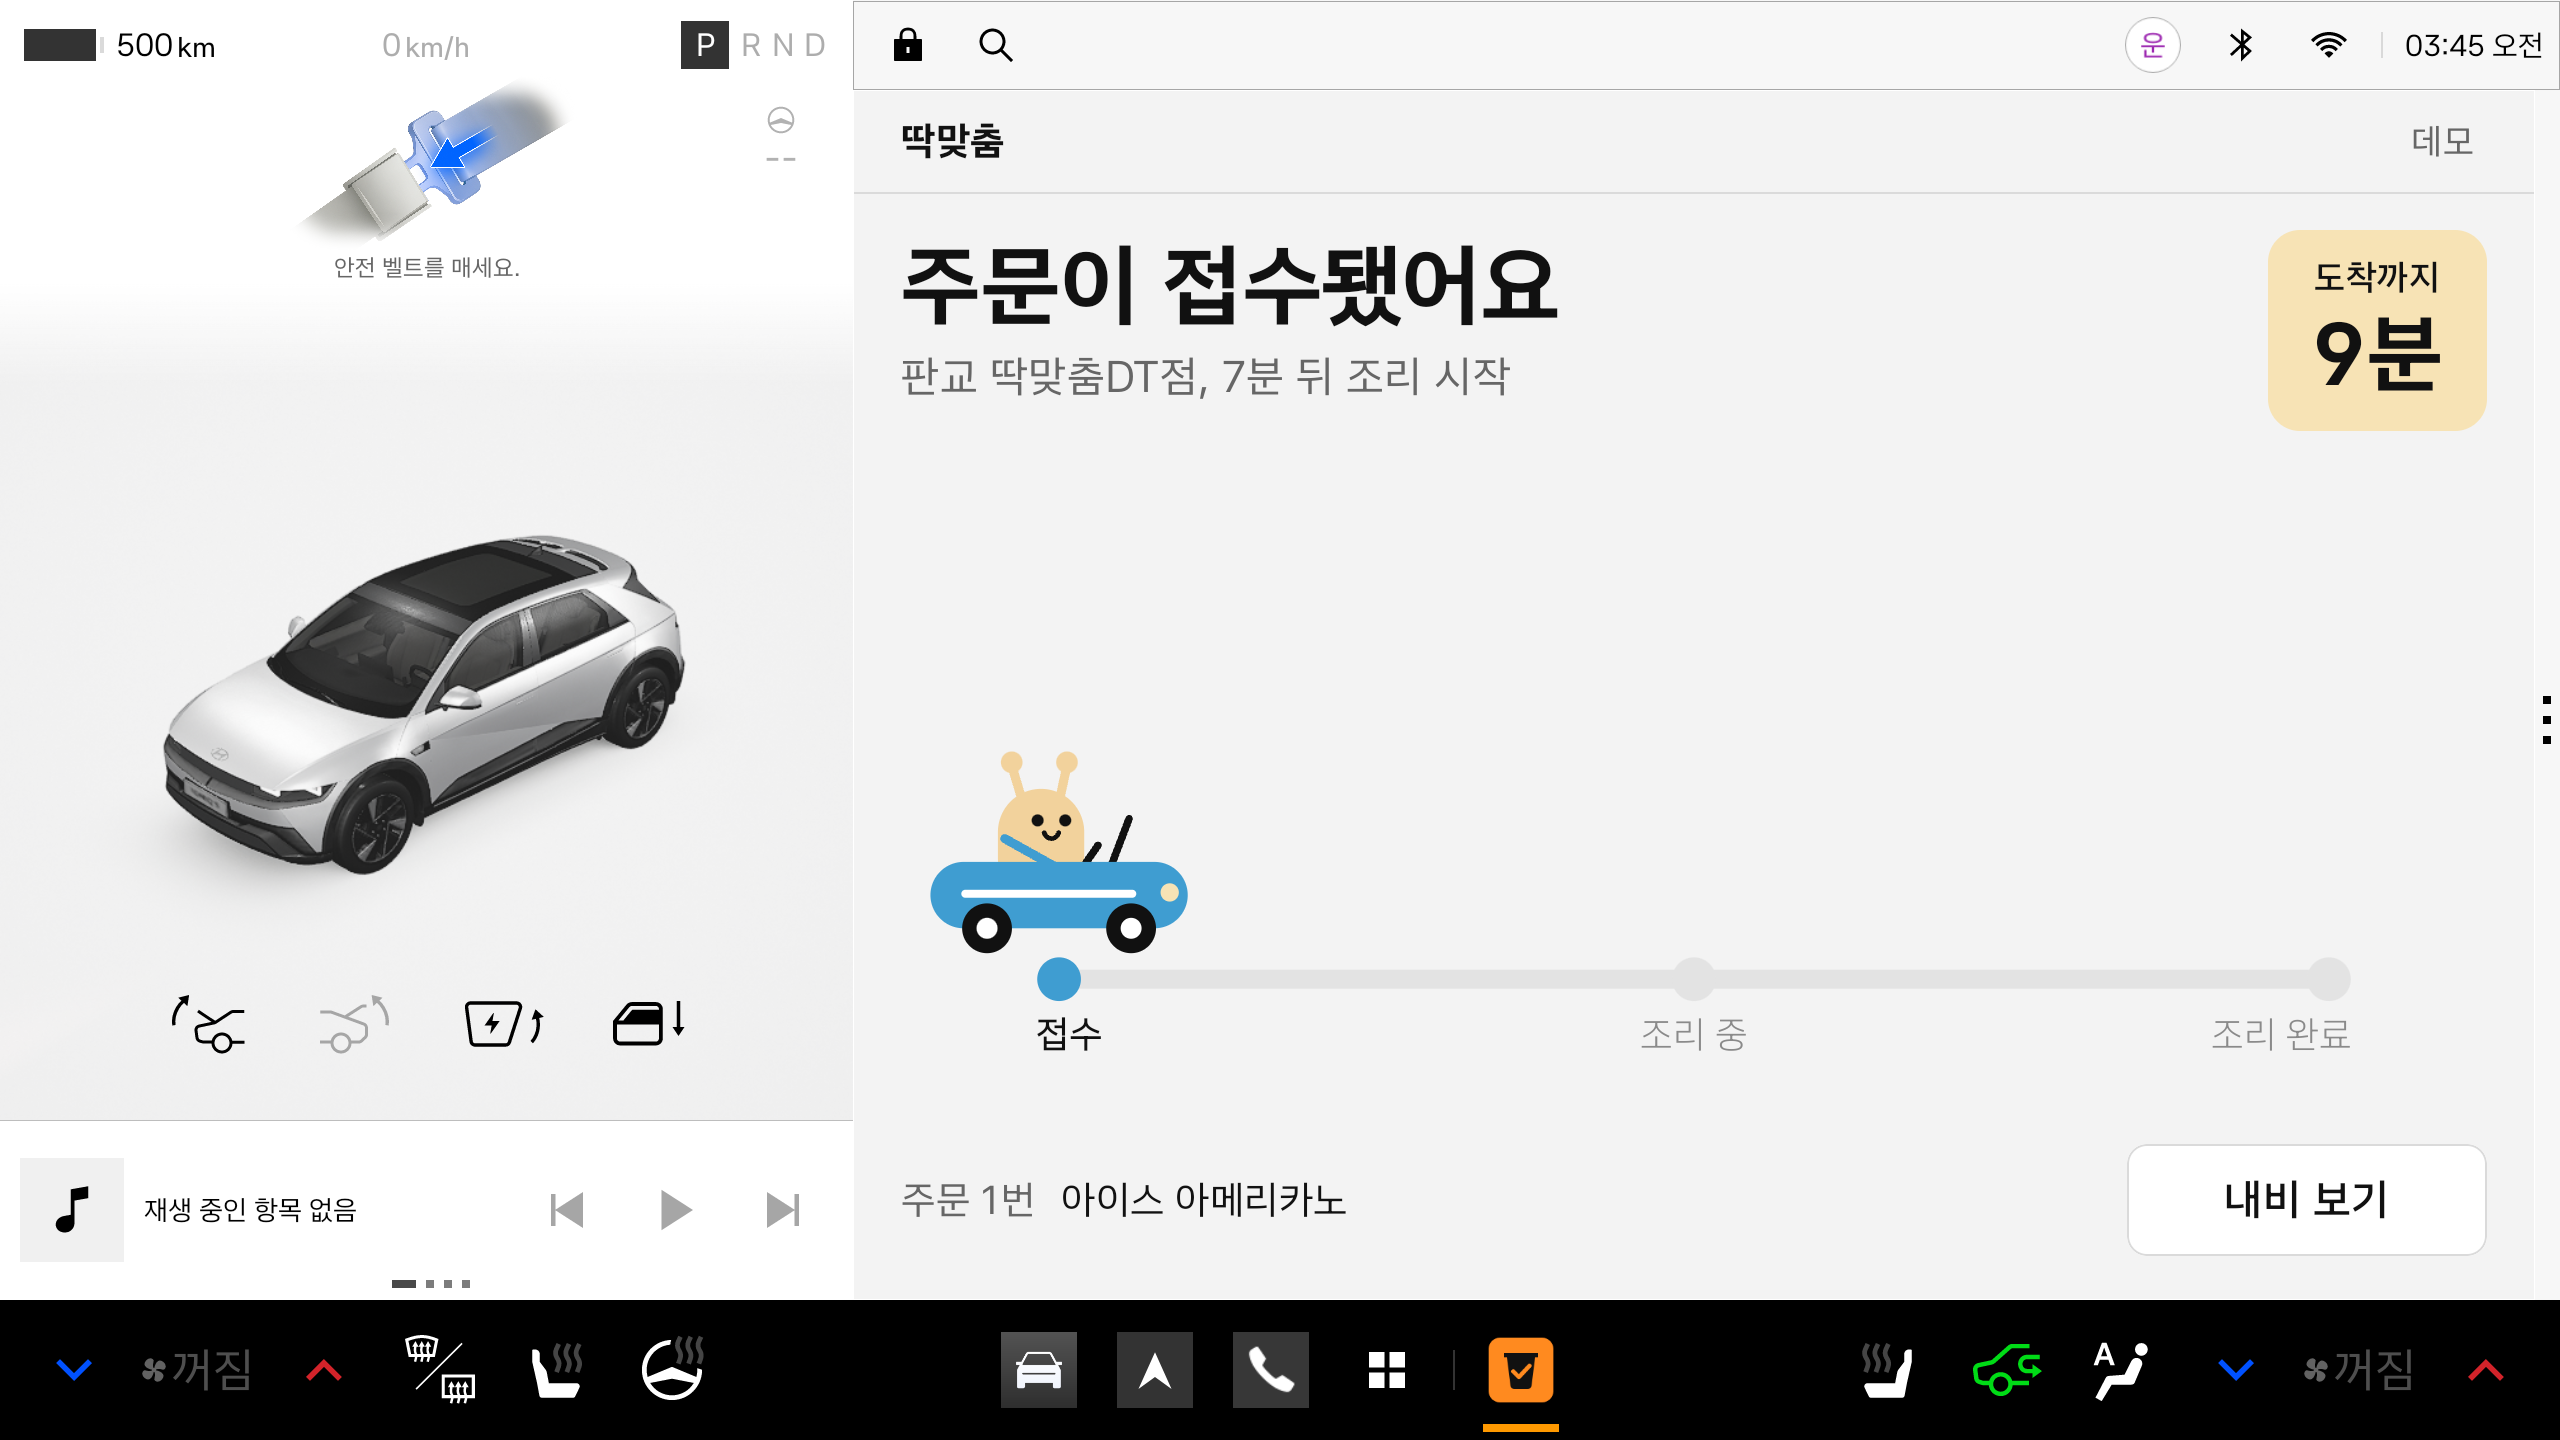 500 km
0 km/h
P R N D
03:45 오전
운
안전 벨트를 매세요.
딱맞춤
데모
주문이 접수됐어요
판교 딱맞춤DT점, 7분 뒤 조리 시작
도착까지
9분
접수
조리 중
조리 완료
재생 중인 항목 없음
주문 1번 아이스 아메리카노
내비 보기
꺼짐
A
꺼짐